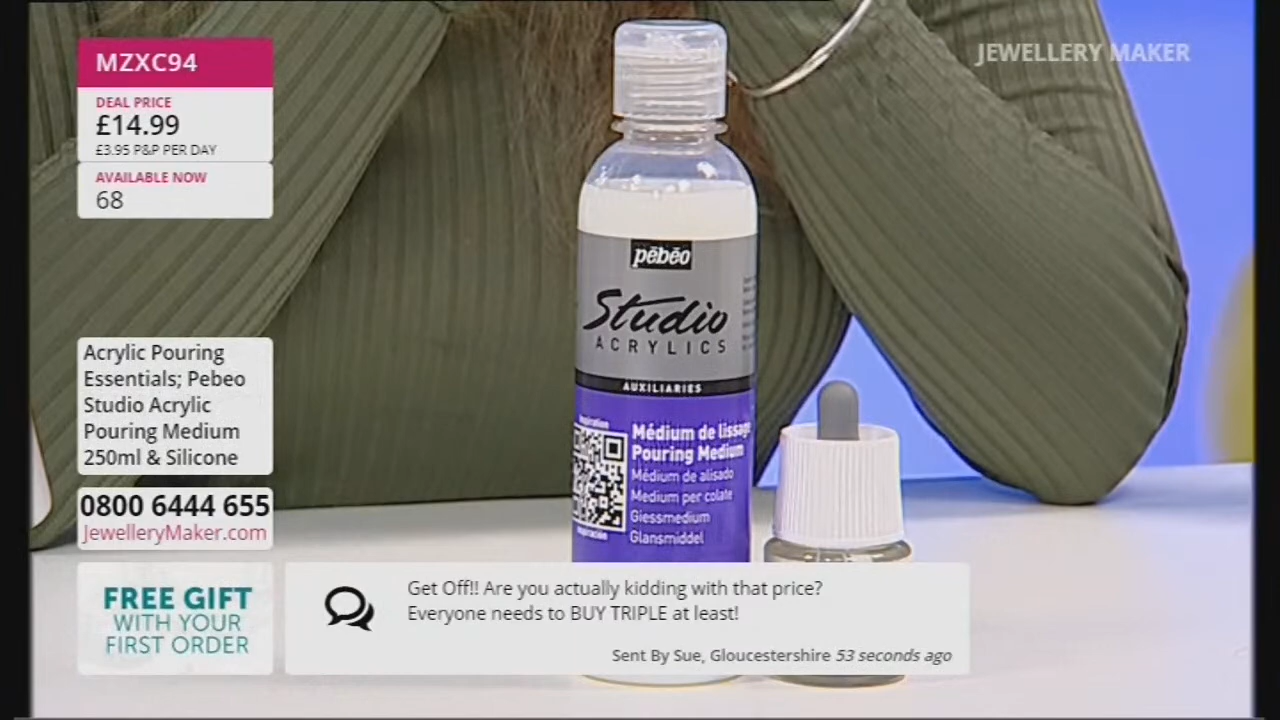 MZXC94
DEAL PRICE
£14.99
£3.95 P&P PER DAY
AVAILABLE NOW
68
JEWELLERY MAKER
pēbēo
Studio
ACRYLICS
AUXILIARIES
Médium de lissage
Pouring Medium
Médium de alisado
Medium per colate
Giessmedium
Glansmiddel
Acrylic Pouring
Essentials; Pebeo
Studio Acrylic
Pouring Medium
250ml & Silicone
0800 6444 655
JewelleryMaker.com
FREE GIFT
WITH YOUR
FIRST ORDER
Get Off!! Are you actually kidding with that price?
Everyone needs to BUY TRIPLE at least!
Sent By Sue, Gloucestershire 53 seconds ago